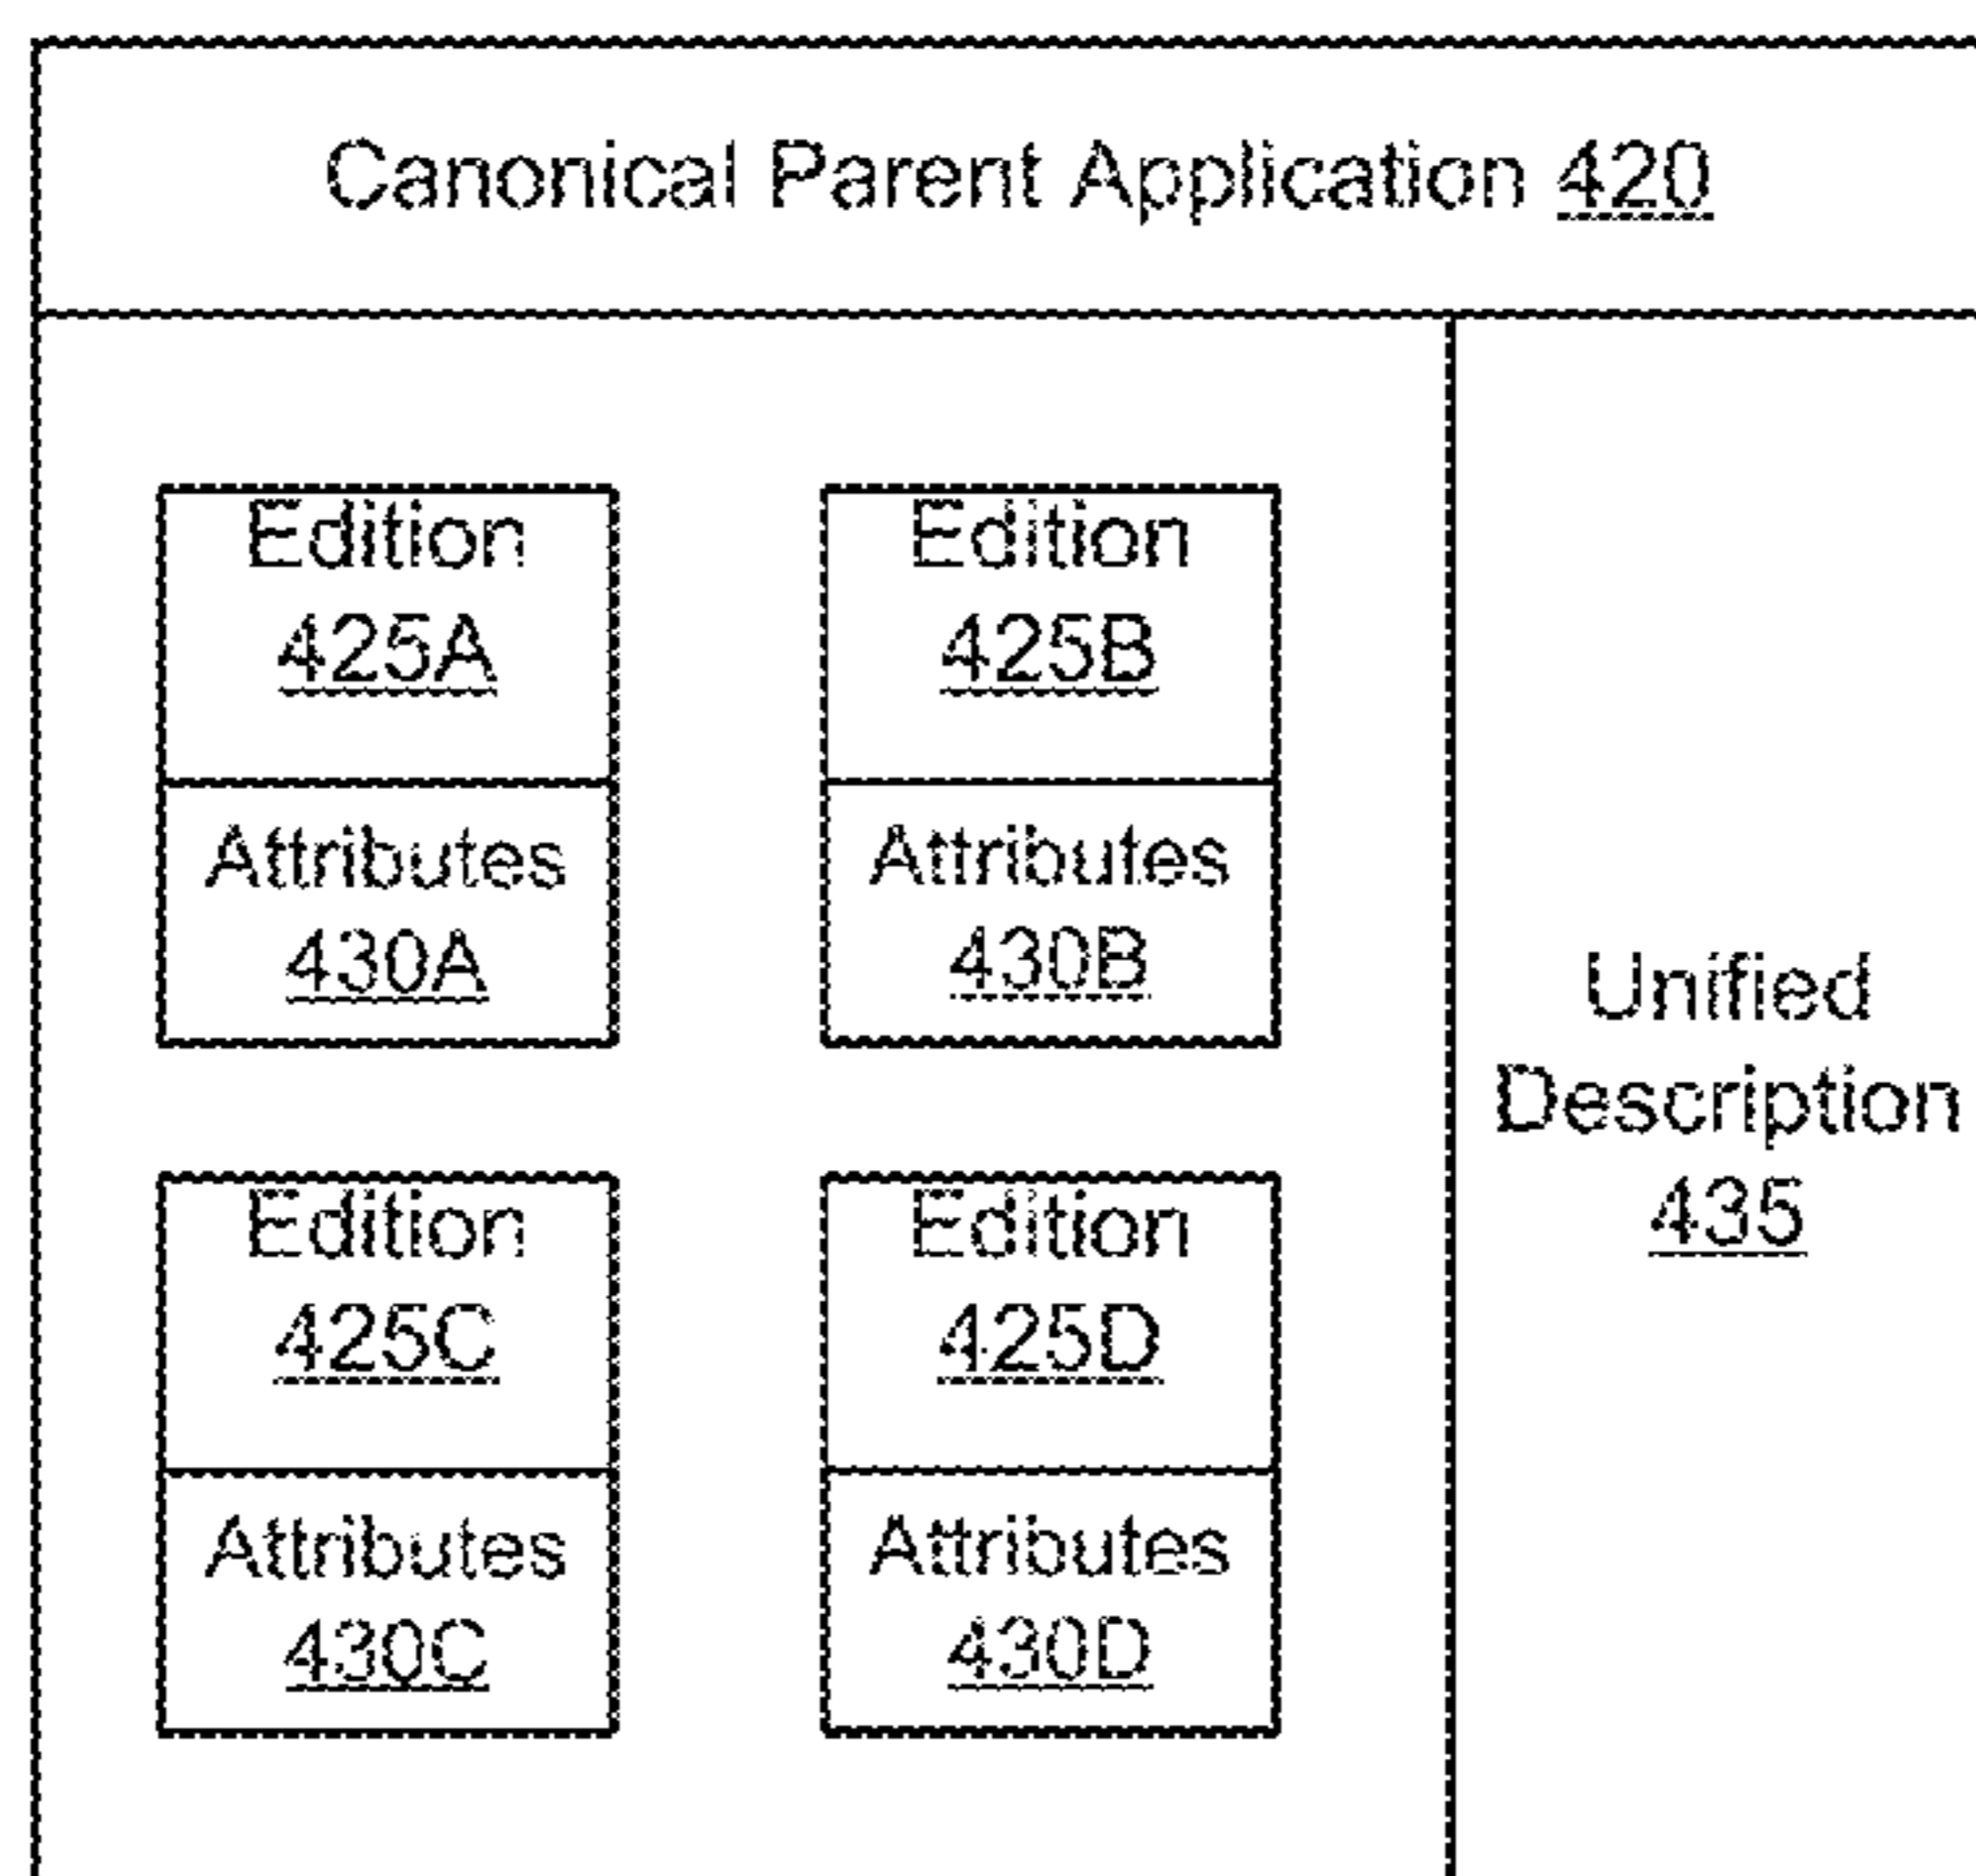 Canonical Parent Application 420
Edition
425A
Attributes
430A
Edition
425B
Attributes
430B
Edition
425C
Attributes
430C
Edition
425D
Attributes
430D
Unified
Description
435